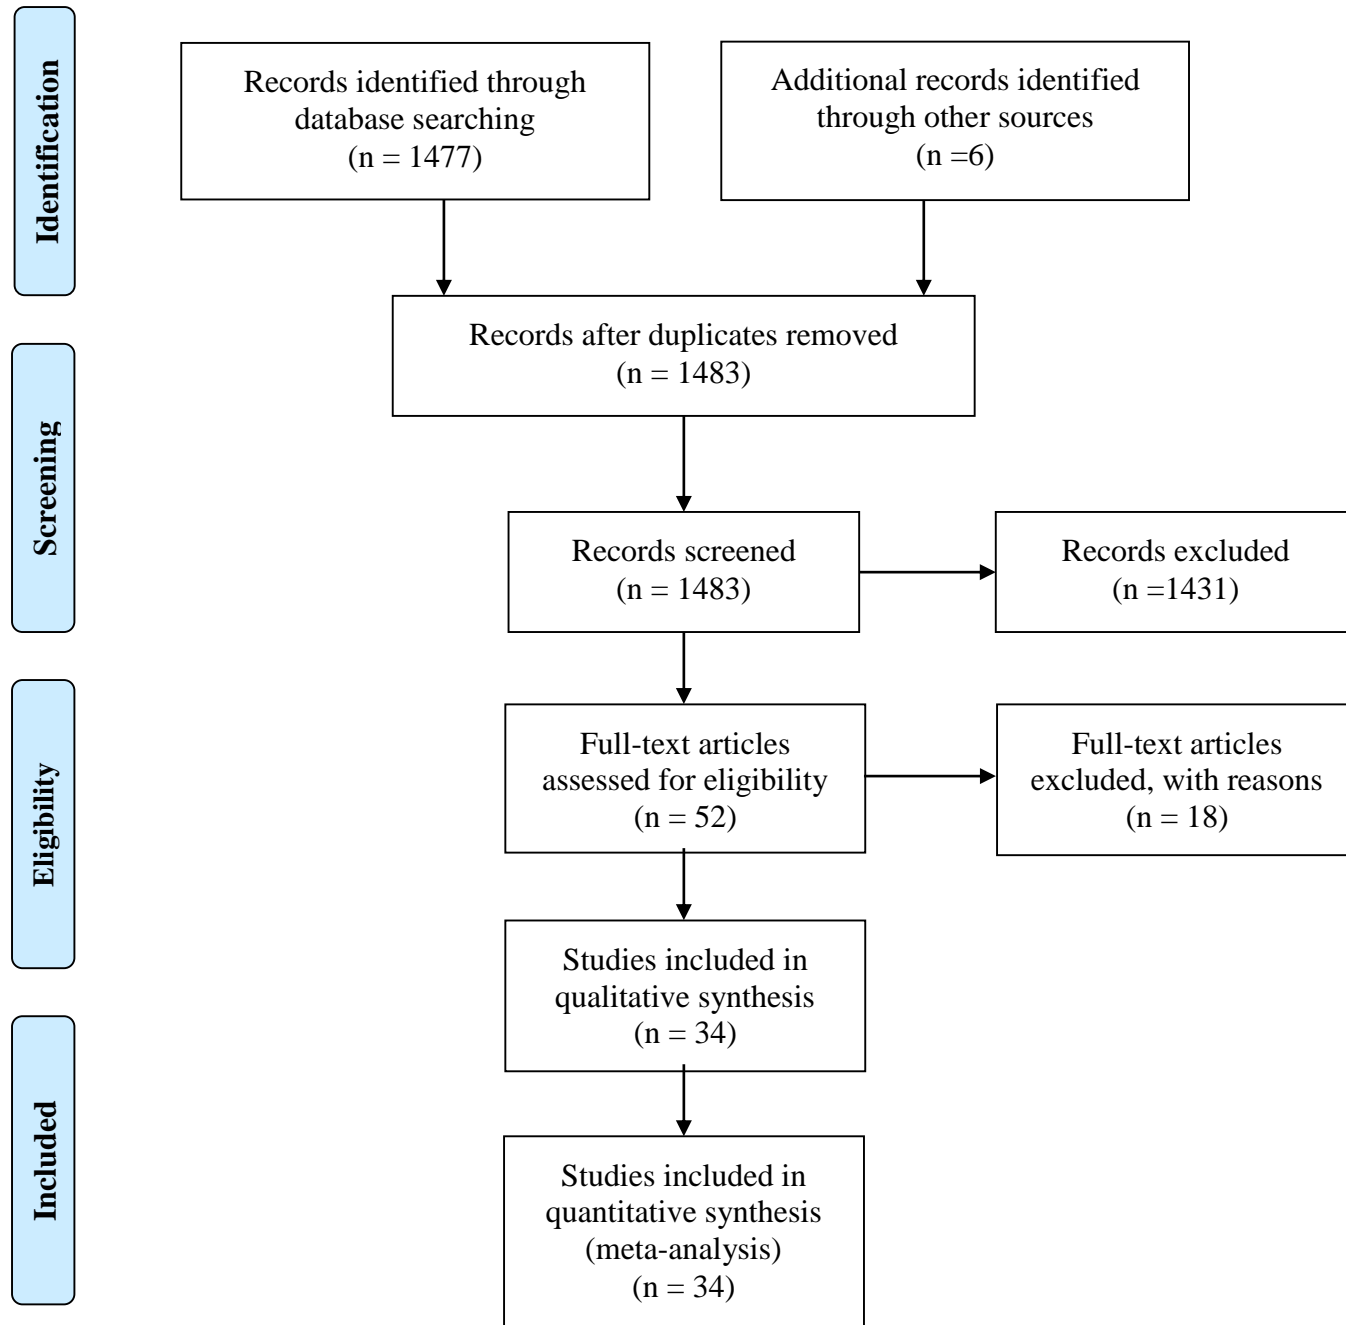 Identification
Records identified through
database searching
(n = 1477)
Additional records identified
through other sources
(n =6)
Records after duplicates removed
(n = 1483)
Screening
Records screened
(n = 1483)
Records excluded
(n =1431)
Eligibility
Full-text articles
assessed for eligibility
(n = 52)
Full-text articles
excluded, with reasons
(n = 18)
Studies included in
qualitative synthesis
(n = 34)
Included
Studies included in
quantitative synthesis
(meta-analysis)
(n = 34)